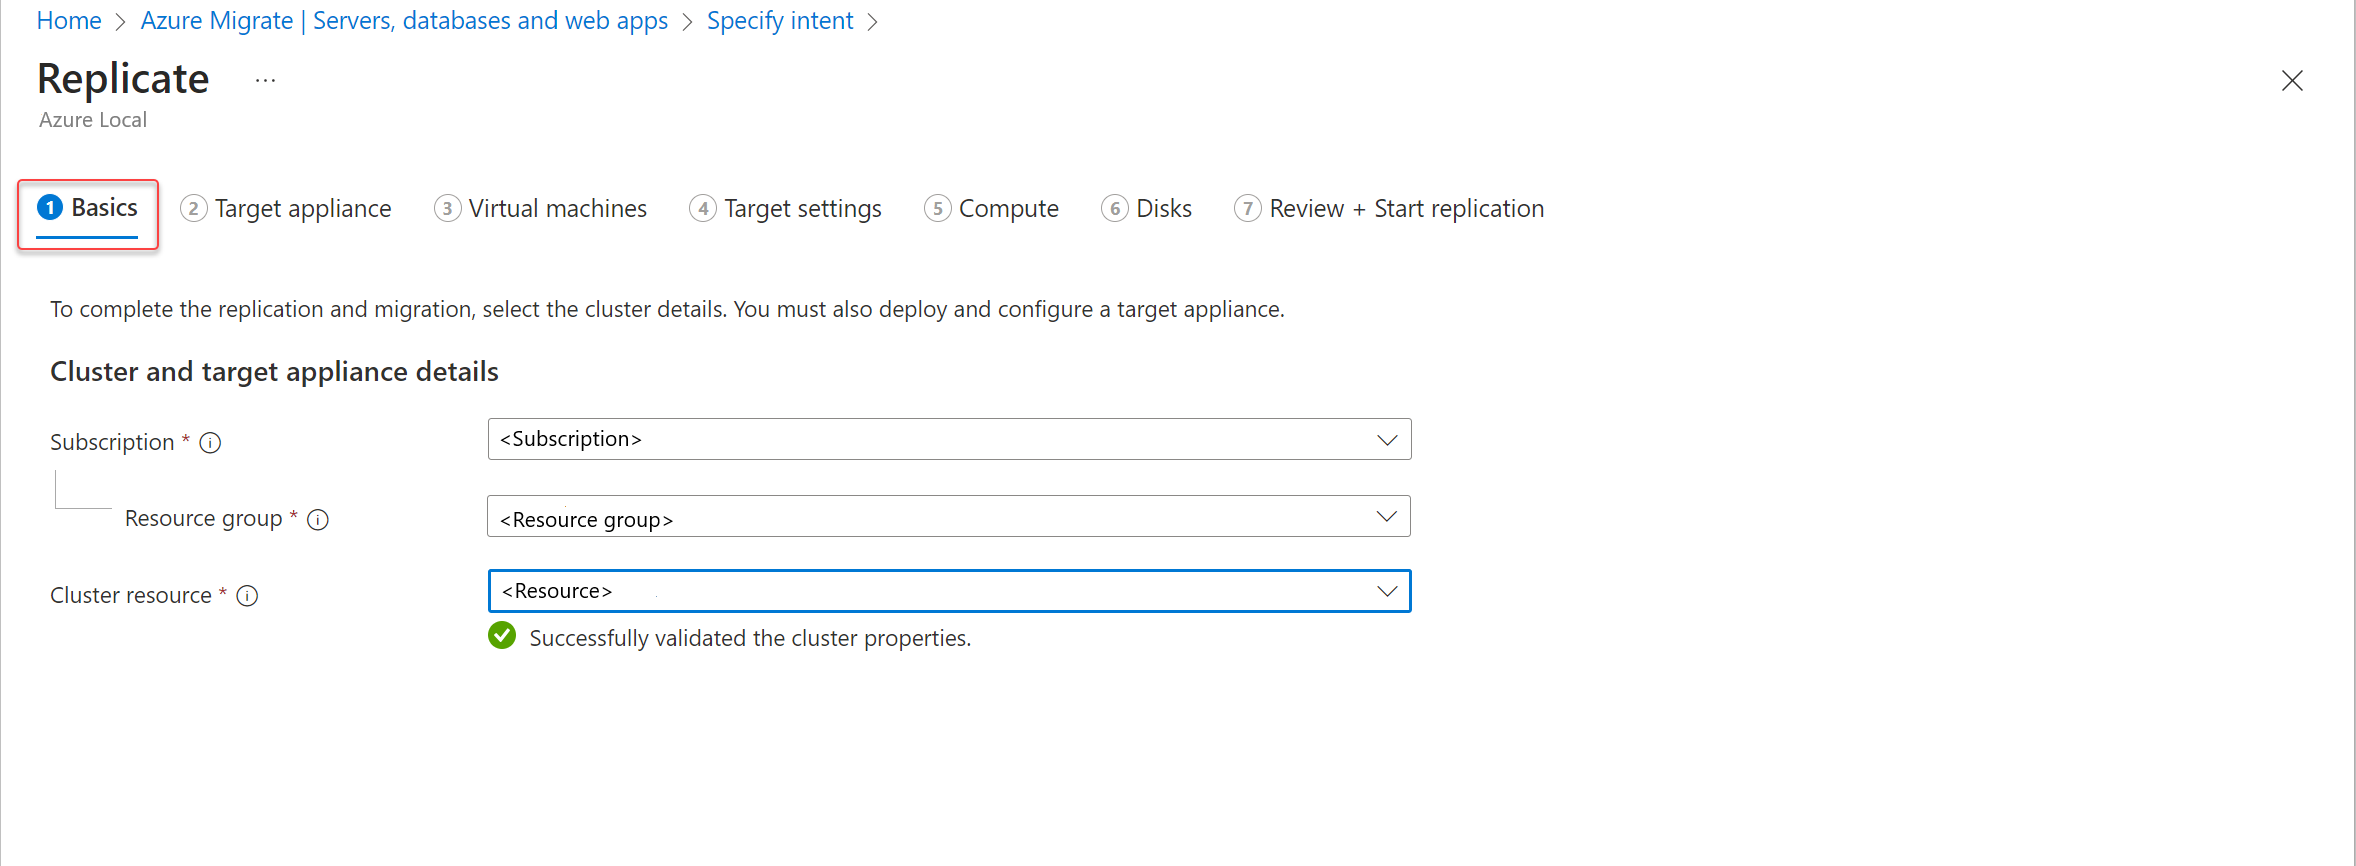 Home > Azure Migrate | Servers, databases and web apps > Specify intent >
Replicate ...
Azure Local
1 Basics 2 Target appliance 3 Virtual machines 4 Target settings 5 Compute 6 Disks 7 Review + Start replication
To complete the replication and migration, select the cluster details. You must also deploy and configure a target appliance.
Cluster and target appliance details
Subscription * <Subscription>
Resource group * <Resource group>
Cluster resource * <Resource>
Successfully validated the cluster properties.